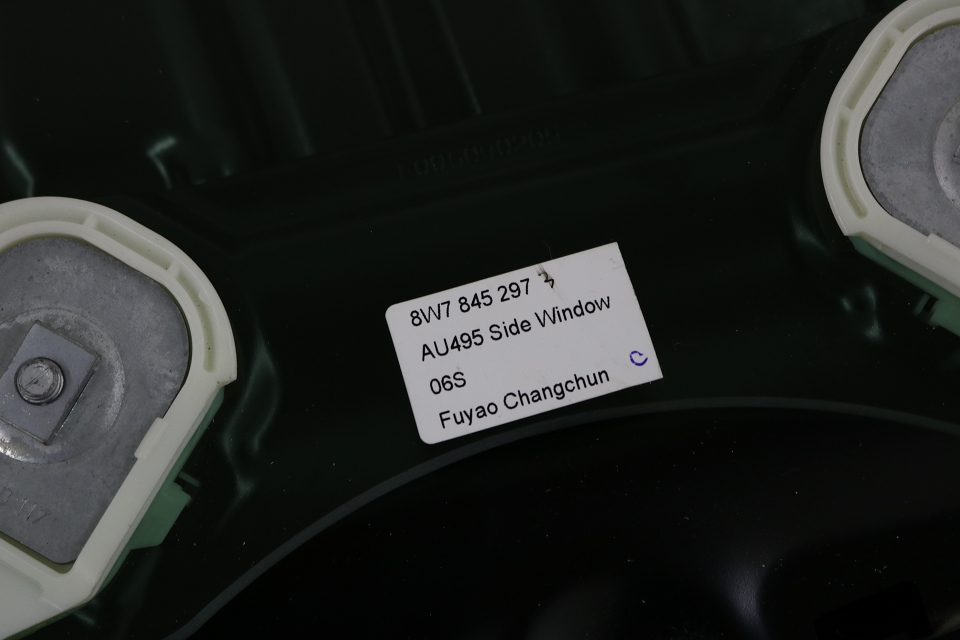 8W7 845 297
AU495 Side Window
06S
Fuyao Changchun